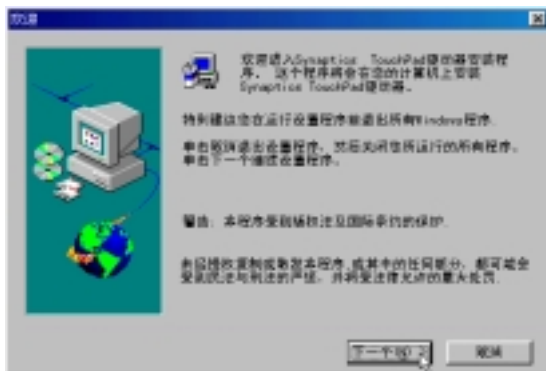 欢迎
欢迎进入Synaptics TouchPad驱动器安装程
序。 这个程序将会在您的计算机上安装
Synaptics TouchPad驱动器。
特别建议您在运行设置程序前退出所有Windows程序.
单击取消退出设置程序，然后关闭您所运行的所有程序。
单击下一个继续设置程序。
警告: 本程序受到版权法及国际条约的保护.
未经授权复制或散发本程序,或其中的任何部分，都可能会
受到民法与刑法的严惩，并将受法律允许的最大处罚.
下一个(N) >
取消